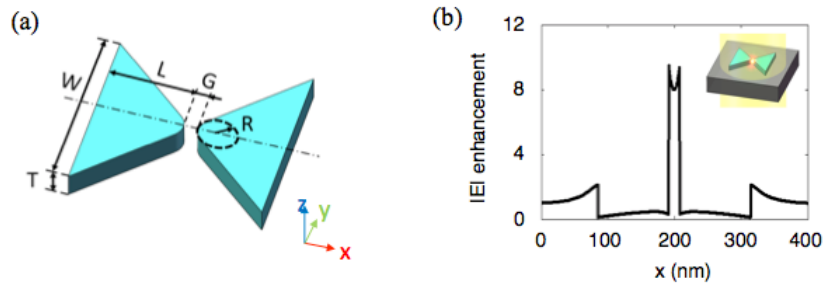 (a)
W
L
G
R
T
z
y
x
(b)
|E| enhancement
12
8
4
0
0 100 200 300 400
x (nm)